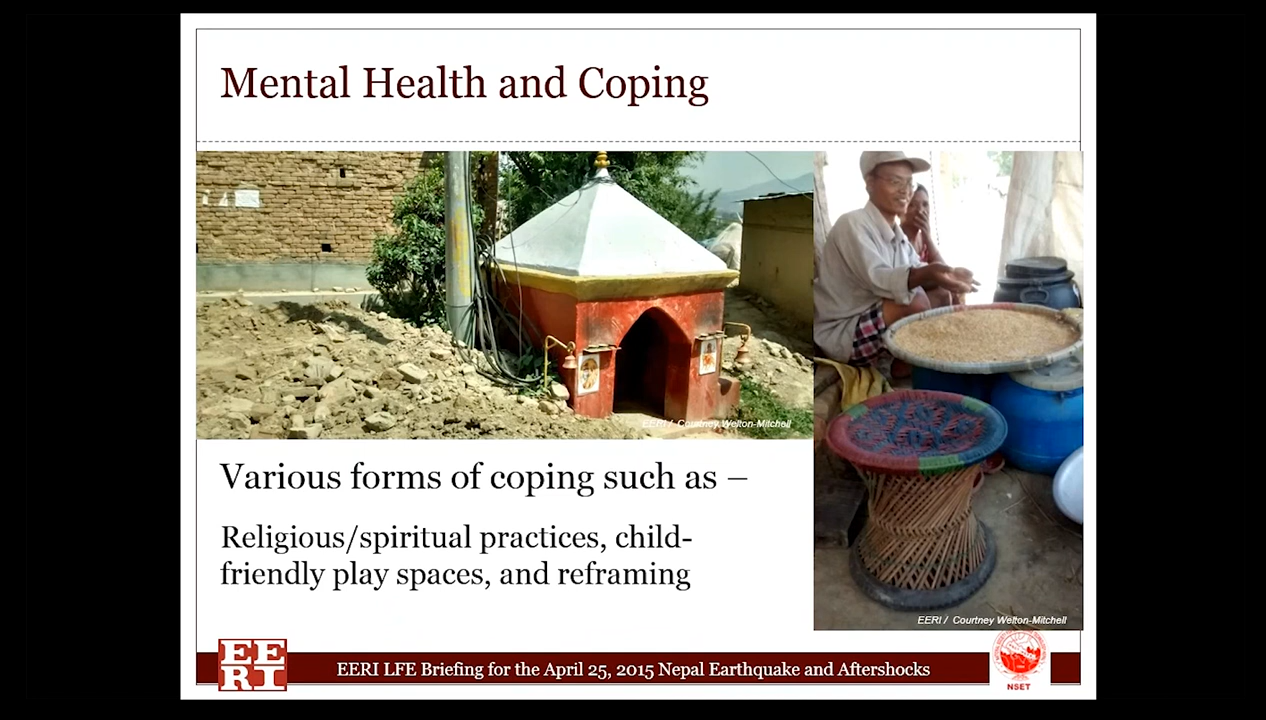 Mental Health and Coping
EERI / Courtney Welton-Mitchell
Various forms of coping such as –
Religious/spiritual practices, child-
friendly play spaces, and reframing
EERI / Courtney Welton-Mitchell
EE
RI
EERI LFE Briefing for the April 25, 2015 Nepal Earthquake and Aftershocks
NSET